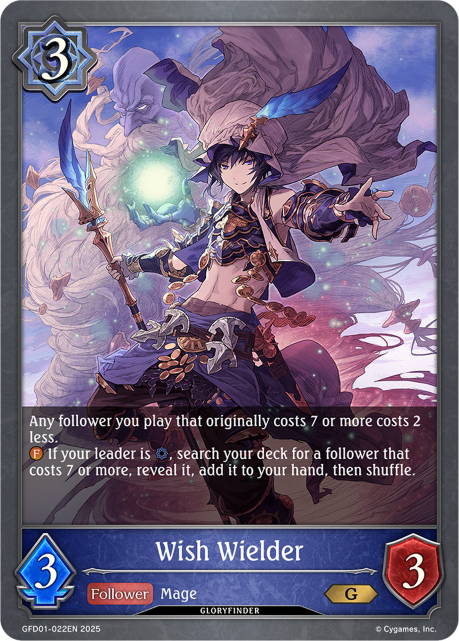 3
Any follower you play that originally costs 7 or more costs 2
less.
F If your leader is , search your deck for a follower that
costs 7 or more, reveal it, add it to your hand, then shuffle.
Wish Wielder
3
Follower Mage
G
3
GLORYFINDER
GFD01-022EN 2025
© Cygames, Inc.